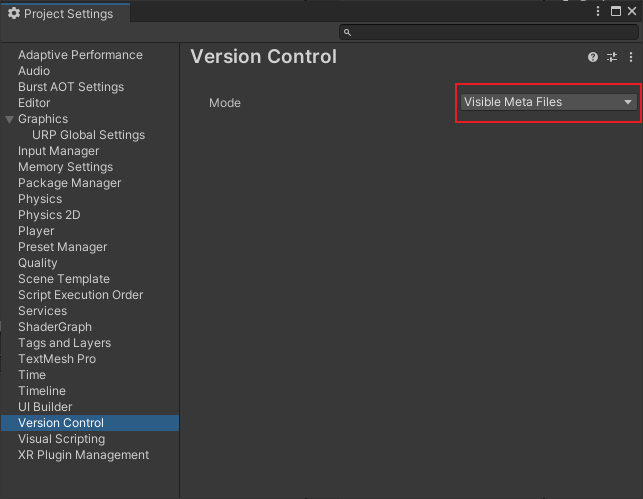 Project Settings
Version Control
Adaptive Performance
Audio
Burst AOT Settings
Editor
Graphics
URP Global Settings
Input Manager
Memory Settings
Package Manager
Physics
Physics 2D
Player
Preset Manager
Quality
Scene Template
Script Execution Order
Services
ShaderGraph
Tags and Layers
TextMesh Pro
Time
Timeline
UI Builder
Version Control
Visual Scripting
XR Plugin Management
Mode
Visible Meta Files